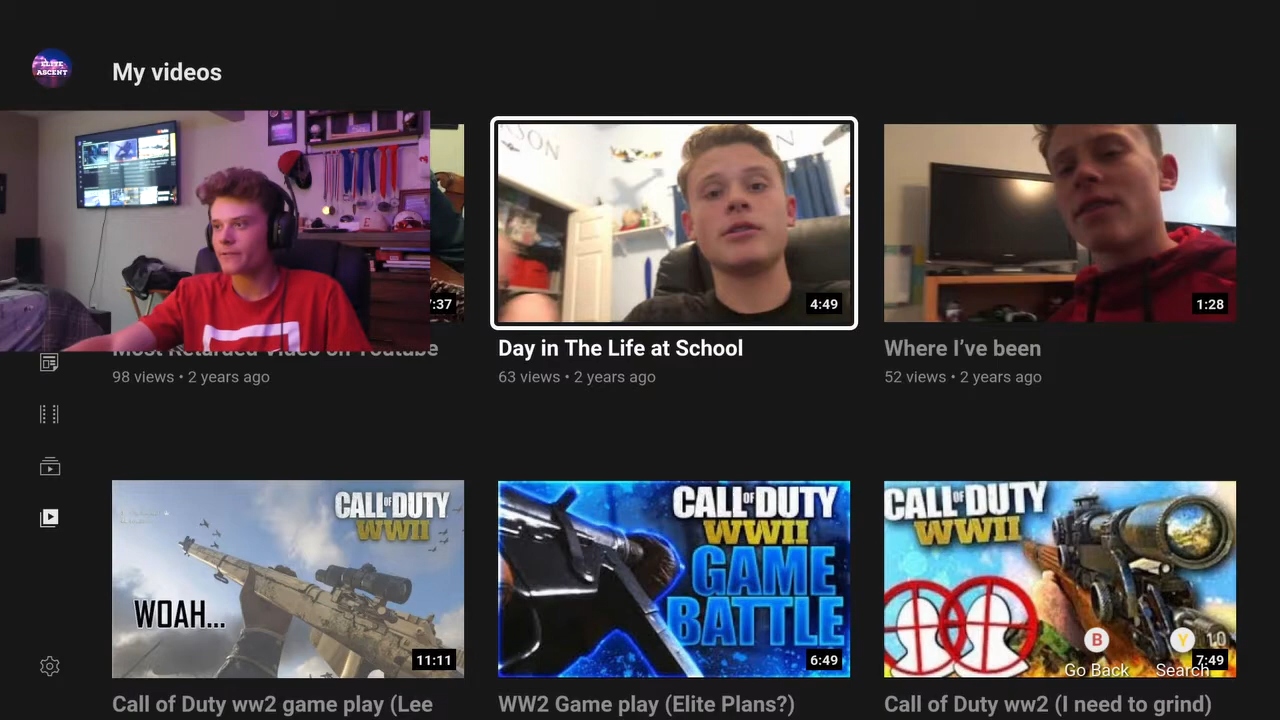 ELITE
ASCENT
My videos
:37
4:49
1:28
Most Retarded Video on Youtube
Day in The Life at School
Where I've been
98 views • 2 years ago
63 views • 2 years ago
52 views • 2 years ago
CALL OF DUTY
WWII
WOAH...
11:11
CALL OF DUTY
WWII
GAME
BATTLE
6:49
CALL OF DUTY
WWII
7:49
B
Y
Go Back
Search
Call of Duty ww2 game play (Lee
WW2 Game play (Elite Plans?)
Call of Duty ww2 (I need to grind)